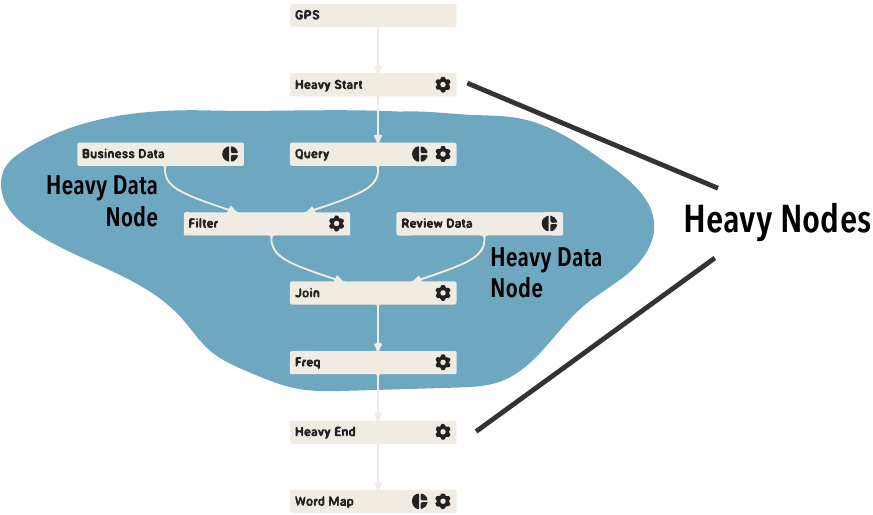 GPS
Heavy Start
Business Data
Query
Heavy Data
Node
Filter
Review Data
Heavy Nodes
Heavy Data
Node
Join
Freq
Heavy End
Word Map